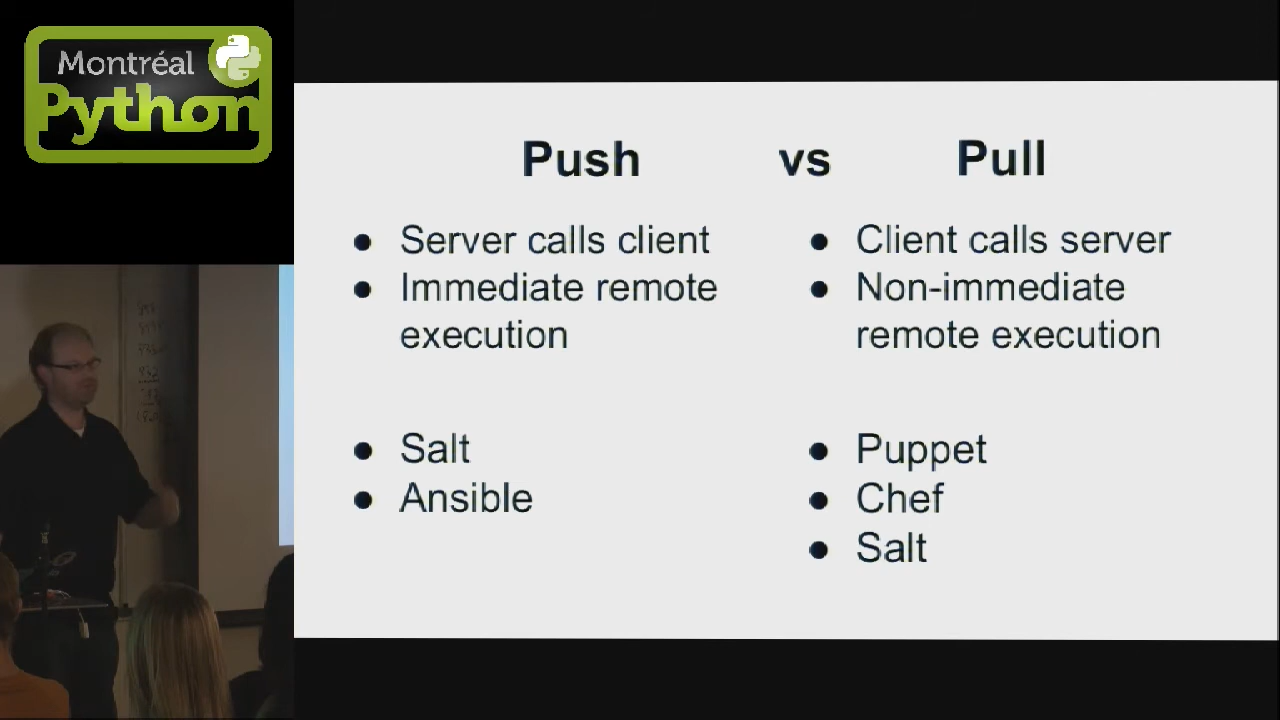 Montréal
Python
Push vs Pull
Server calls client
Immediate remote
execution
Salt
Ansible
Client calls server
Non-immediate
remote execution
Puppet
Chef
Salt